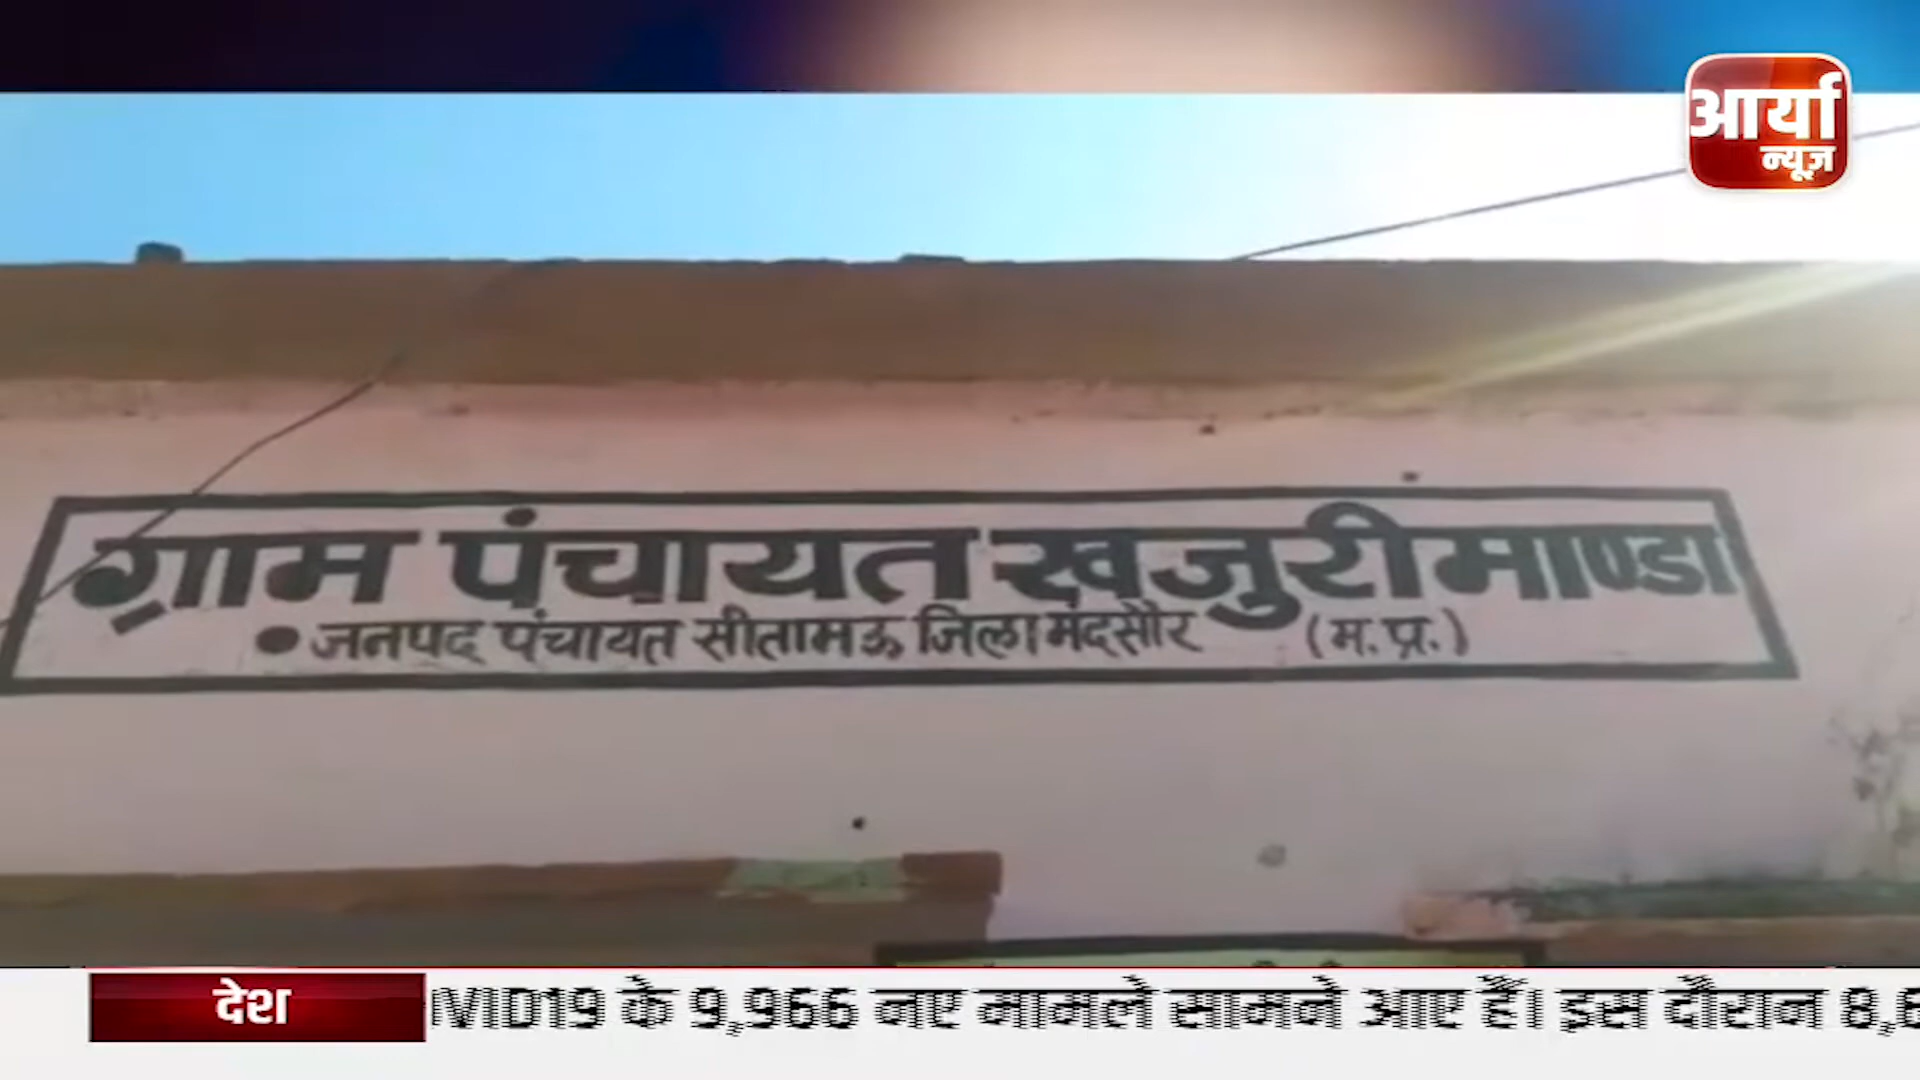 आर्या
न्यूज़
ग्राम पंचायत खजुरीमाण्डा
जनपद पंचायत सीतामऊ जिला मंदसौर (म.प्र.)
देश
VID19 के 9,966 नए मामले सामने आए हैं। इस दौरान 8,6